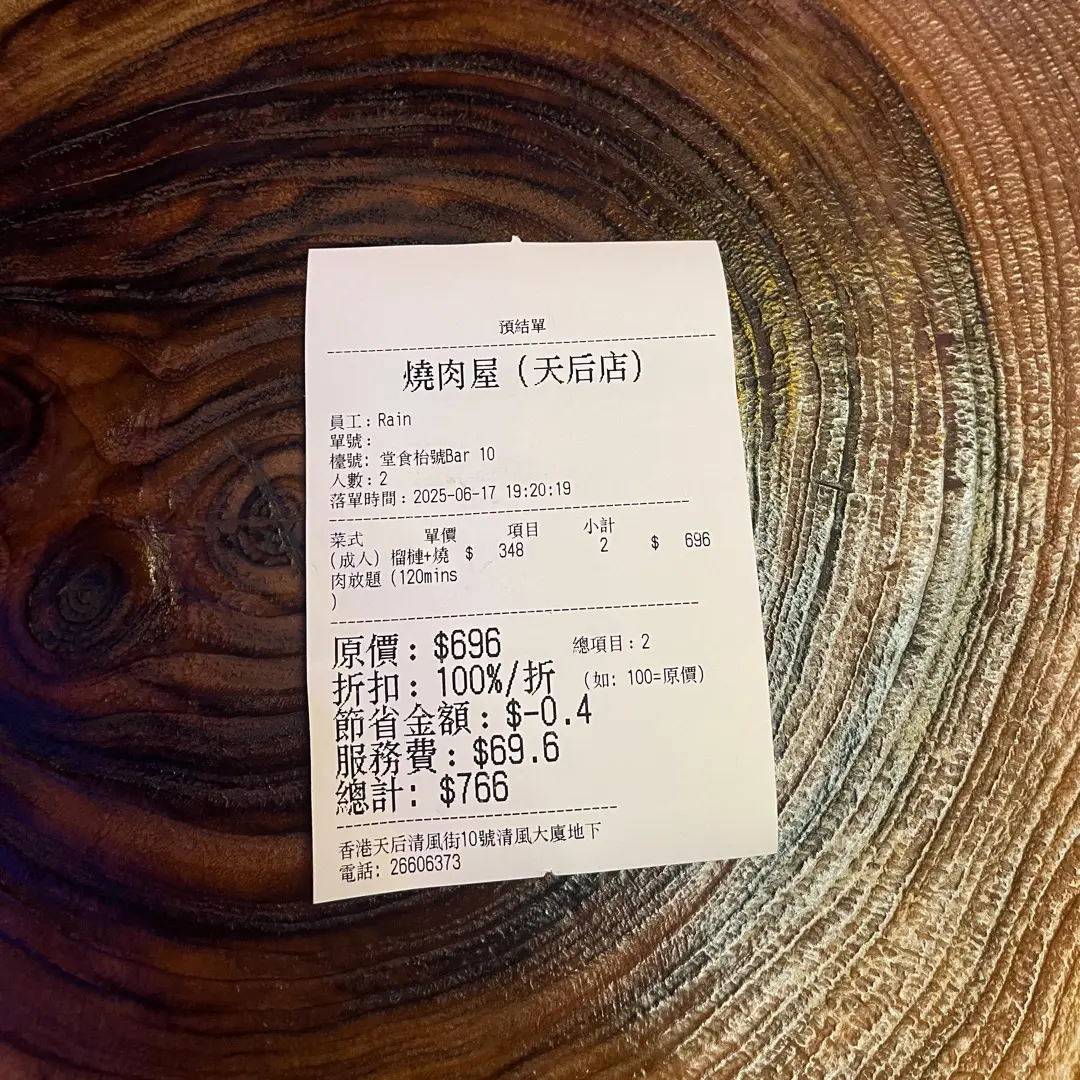 預结單
燒肉屋（天后店）
員工：Rain
單號：
檯號: 堂食枱號Bar 10
人數：2
落單時間：2025-06-17 19:20:19
菜式 單價 項目 小計
（成人）榴槤+燒 $ 348 2 $ 696
肉放題（120mins
）
原價：$696 總項目：2
折扣：100%/折 （如: 100=原價）
節省金額：$-0.4
服務費：$69.6
總計: $766
香港天后清風街10號清風大廈地下
電話: 26606373